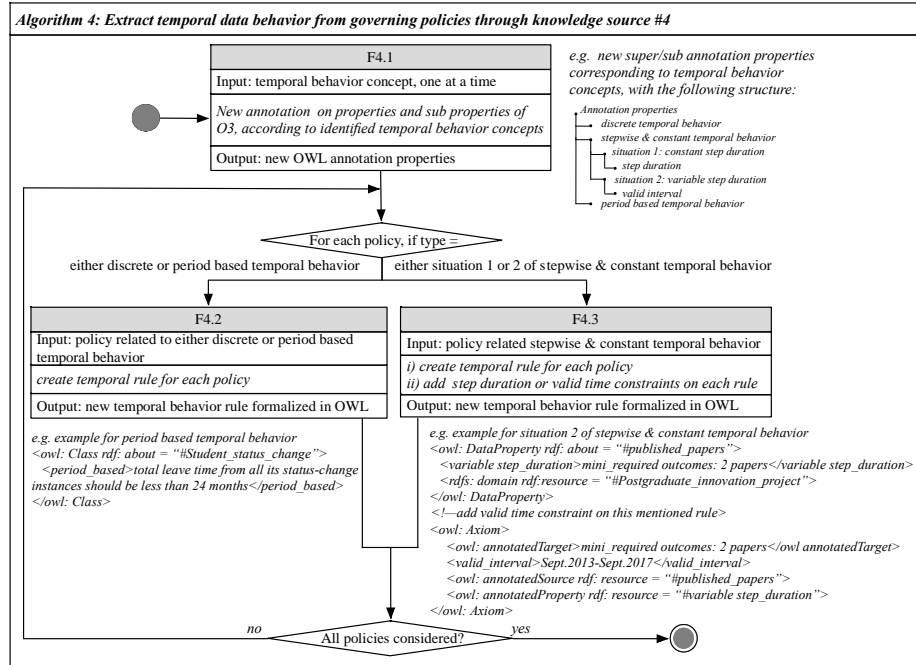 Algorithm 4: Extract temporal data behavior from governing policies through knowledge source #4
F4.1
Input: temporal behavior concept, one at a time
New annotation on properties and sub properties of
O3, according to identified temporal behavior concepts
Output: new OWL annotation properties
e.g. new super/sub annotation properties
corresponding to temporal behavior
concepts, with the following structure:
Annotation properties
discrete temporal behavior
stepwise & constant temporal behavior
situation 1: constant step duration
step duration
situation 2: variable step duration
valid interval
period based temporal behavior
For each policy, if type =
either discrete or period based temporal behavior
either situation 1 or 2 of stepwise & constant temporal behavior
F4.2
Input: policy related to either discrete or period based
temporal behavior
create temporal rule for each policy
Output: new temporal behavior rule formalized in OWL
e.g. example for period based temporal behavior
<owl: Class rdf: about = “#Student_status_change”>
<period_based>total leave time from all its status-change
instances should be less than 24 months</period_based>
</owl: Class>
F4.3
Input: policy related stepwise & constant temporal behavior
i) create temporal rule for each policy
ii) add step duration or valid time constraints on each rule
Output: new temporal behavior rule formalized in OWL
e.g. example for situation 2 of stepwise & constant temporal behavior
<owl: DataProperty rdf: about = “#published_papers”>
<variable step_duration>mini_required outcomes: 2 papers</variable step_duration>
<rdfs: domain rdf:resource = “#Postgraduate_innovation_project”>
</owl: DataProperty>
<!—add valid time constraint on this mentioned rule>
<owl: Axiom>
<owl: annotatedTarget>mini_required outcomes: 2 papers</owl annotatedTarget>
<valid_interval>Sept.2013-Sept.2017</valid_interval>
<owl: annotatedSource rdf: resource = “#published_papers”>
<owl: annotatedProperty rdf: resource = “#variable step_duration”>
</owl: Axiom>
no
All policies considered?
yes